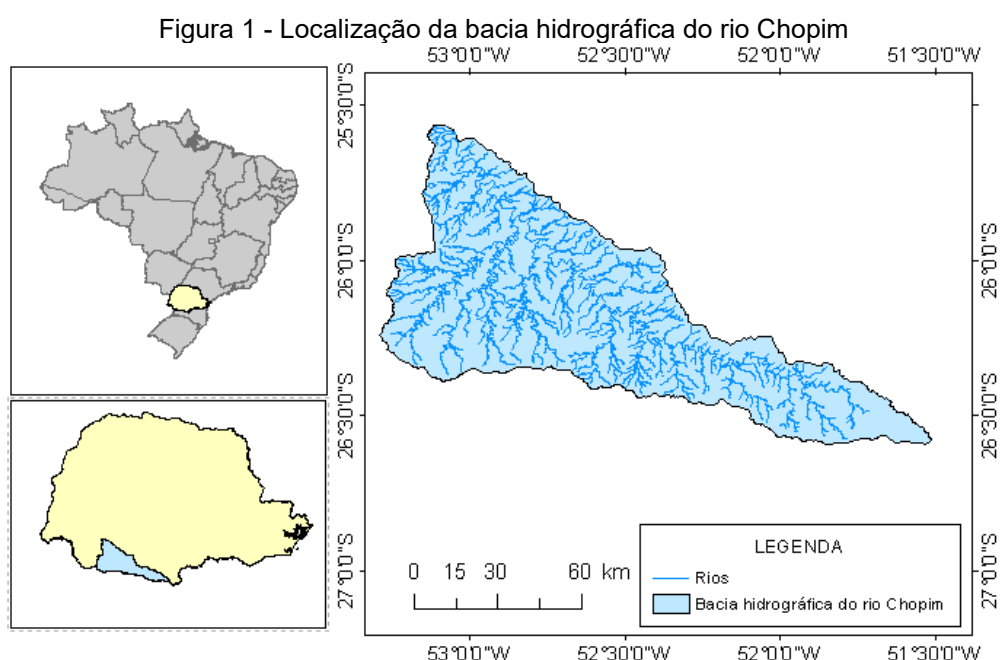 Figura 1 - Localização da bacia hidrográfica do rio Chopim
53°0'0"W 52°30'0"W 52°0'0"W 51°30'0"W
25°30'0"S
25°30'0"S
26°0'0"S
26°0'0"S
26°30'0"S
26°30'0"S
27°0'0"S
27°0'0"S
0 15 30 60 km
LEGENDA
Rios
Bacia hidrográfica do rio Chopim
53°0'0"W 52°30'0"W 52°0'0"W 51°30'0"W